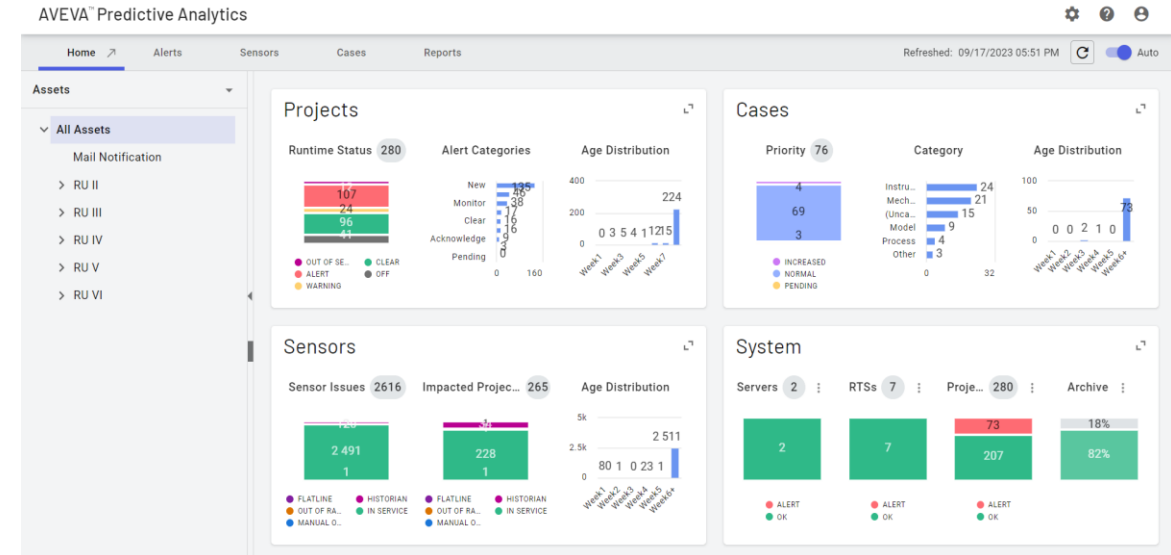 AVEVA™ Predictive Analytics
Home Alerts Sensors Cases Reports Refreshed: 09/17/2023 05:51 PM Auto
Assets
All Assets
Mail Notification
RU II
RU III
RU IV
RU V
RU VI
Projects
Runtime Status 280
107
24
96
41
OUT OF SE... CLEAR
ALERT OFF
WARNING
Alert Categories
New 135
46
Monitor 38
17
Clear 16
16
Acknowledge 9
3
Pending 0
0 160
Age Distribution
400
200
0
0 3 5 4 1 12 15 224
Week1 Week3 Week5 Week7
Cases
Priority 76
4
69
3
INCREASED
NORMAL
PENDING
Category
Instru... 24
Mech... 21
(Unca... 15
Model 9
Process 4
Other 3
0 32
Age Distribution
100
50
0
0 0 2 1 0 73
Week1 Week2 Week3 Week4 Week5 Week6+
Sensors
Sensor Issues 2616
2 491
1
FLATLINE HISTORIAN
OUT OF RA... IN SERVICE
MANUAL O...
Impacted Projec... 265
34
228
1
FLATLINE HISTORIAN
OUT OF RA... IN SERVICE
MANUAL O...
Age Distribution
5k
2.5k
0
80 1 0 23 1 2 511
Week1 Week2 Week3 Week4 Week5 Week6+
System
Servers 2
2
ALERT
OK
RTSs 7
7
ALERT
OK
Proje... 280
73
207
ALERT
OK
Archive
18%
82%